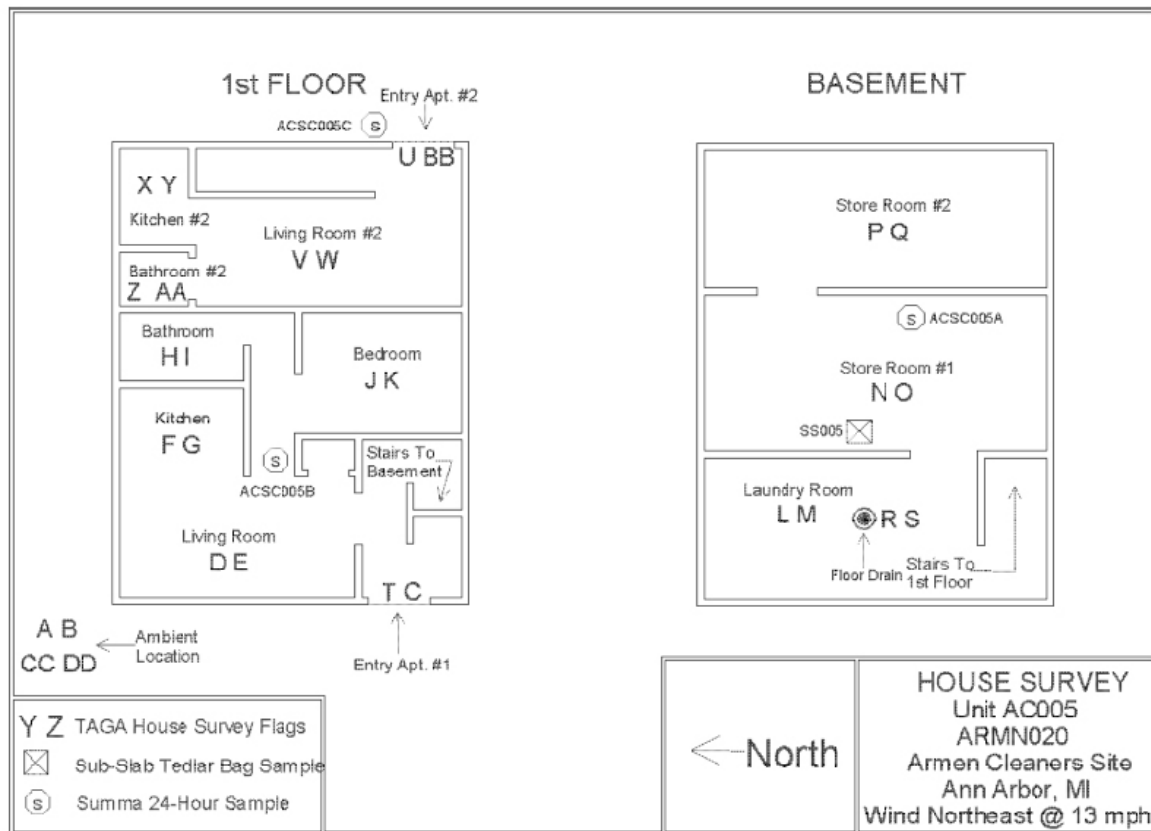 1st FLOOR
Entry Apt. #2
ACSC005C S
U BB
X Y
Kitchen #2
Living Room #2
V W
Bathroom #2
Z AA
Bathroom
H I
Bedroom
J K
Kitchen
F G
S
ACSC005B
Stairs To
Basement
Living Room
D E
T C
Entry Apt. #1
A B
CC DD
Ambient
Location
BASEMENT
Store Room #2
P Q
S ACSC005A
Store Room #1
N O
SS005
Laundry Room
L M
R S
Floor Drain
Stairs To
1st Floor
Y Z TAGA House Survey Flags
Sub-Slab Tedlar Bag Sample
S Summa 24-Hour Sample
North
HOUSE SURVEY
Unit AC005
ARMN020
Armen Cleaners Site
Ann Arbor, MI
Wind Northeast @ 13 mph